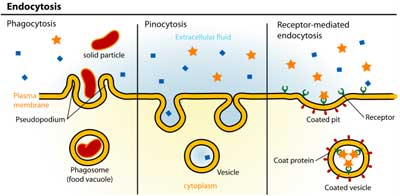 Endocytosis
Phagocytosis
solid particle
Plasma
membrane
Pseudopodium
Phagosome
(food vacuole)
Pinocytosis
Extracellular fluid
Vesicle
cytoplasm
Receptor-mediated
endocytosis
Coated pit
Receptor
Coat protein
Coated vesicle